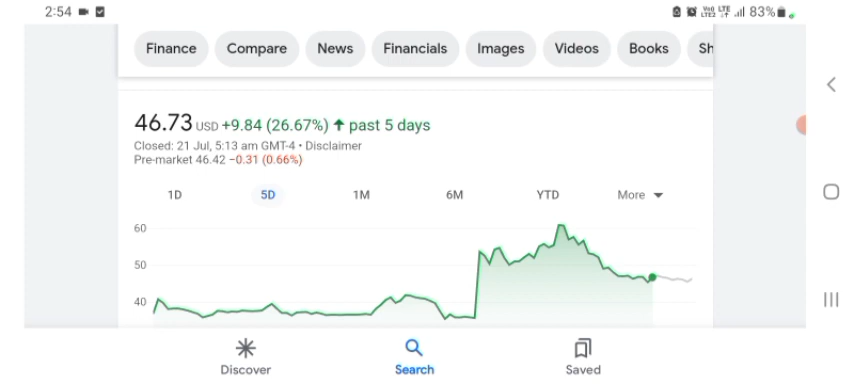 2:54 83%
Finance Compare News Financials Images Videos Books Sh
46.73 USD +9.84 (26.67%) ↑ past 5 days
Closed: 21 Jul, 5:13 am GMT-4 • Disclaimer
Pre-market 46.42 −0.31 (0.66%)
1D 5D 1M 6M YTD More
60
50
40
Discover Search Saved